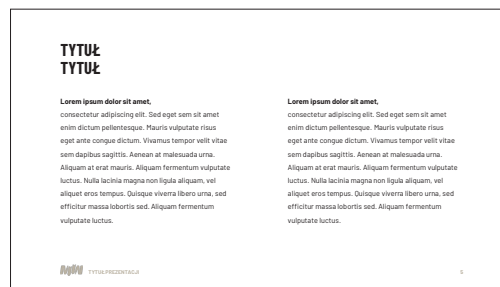 TYTUŁ
TYTUŁ
Lorem ipsum dolor sit amet,
consectetur adipiscing elit. Sed eget sem sit amet
enim dictum pellentesque. Mauris vulputate risus
eget ante congue dictum. Vivamus tempor velit vitae
sem dapibus sagittis. Aenean at malesuada urna.
Aliquam at erat mauris. Aliquam fermentum vulputate
luctus. Nulla lacinia magna non ligula aliquam, vel
aliquet eros tempus. Quisque viverra libero urna, sed
efficitur massa lobortis sed. Aliquam fermentum
vulputate luctus.
Lorem ipsum dolor sit amet,
consectetur adipiscing elit. Sed eget sem sit amet
enim dictum pellentesque. Mauris vulputate risus
eget ante congue dictum. Vivamus tempor velit vitae
sem dapibus sagittis. Aenean at malesuada urna.
Aliquam at erat mauris. Aliquam fermentum vulputate
luctus. Nulla lacinia magna non ligula aliquam, vel
aliquet eros tempus. Quisque viverra libero urna, sed
efficitur massa lobortis sed. Aliquam fermentum
vulputate luctus.
TYTUŁ PREZENTACJI
5